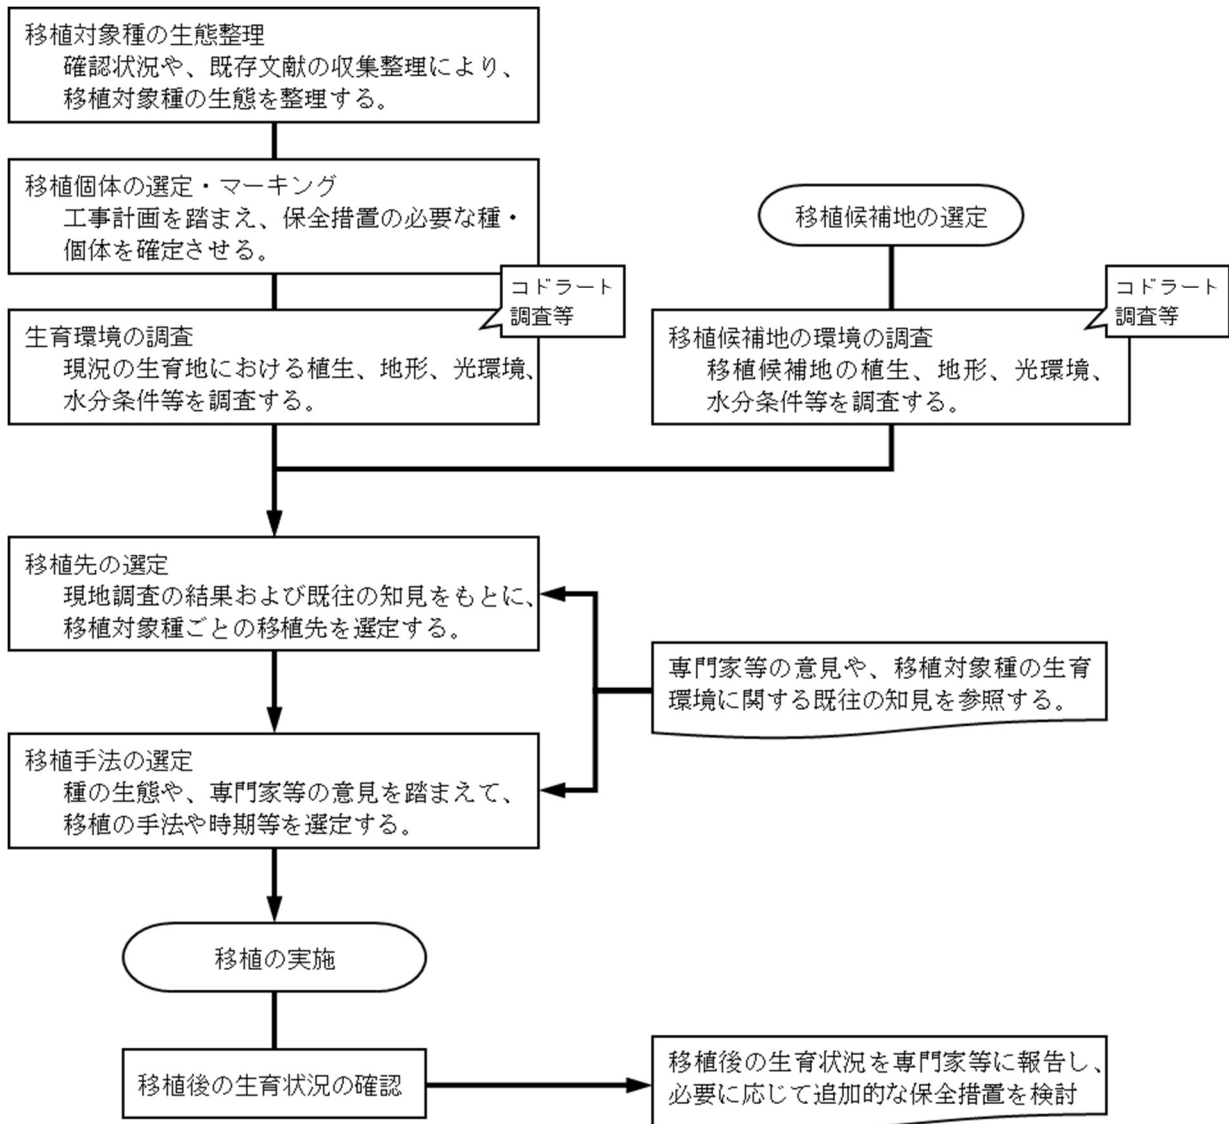 移植対象種の生態整理
確認状況や、既存文献の収集整理により、
移植対象種の生態を整理する。
移植個体の選定・マーキング
工事計画を踏まえ、保全措置の必要な種・
個体を確定させる。
コドラート
調査等
生育環境の調査
現況の生育地における植生、地形、光環境、
水分条件等を調査する。
移植候補地の選定
コドラート
調査等
移植候補地の環境の調査
移植候補地の植生、地形、光環境、
水分条件等を調査する。
移植先の選定
現地調査の結果および既往の知見をもとに、
移植対象種ごとの移植先を選定する。
専門家等の意見や、移植対象種の生育
環境に関する既往の知見を参照する。
移植手法の選定
種の生態や、専門家等の意見を踏まえて、
移植の手法や時期等を選定する。
移植の実施
移植後の生育状況の確認
移植後の生育状況を専門家等に報告し、
必要に応じて追加的な保全措置を検討